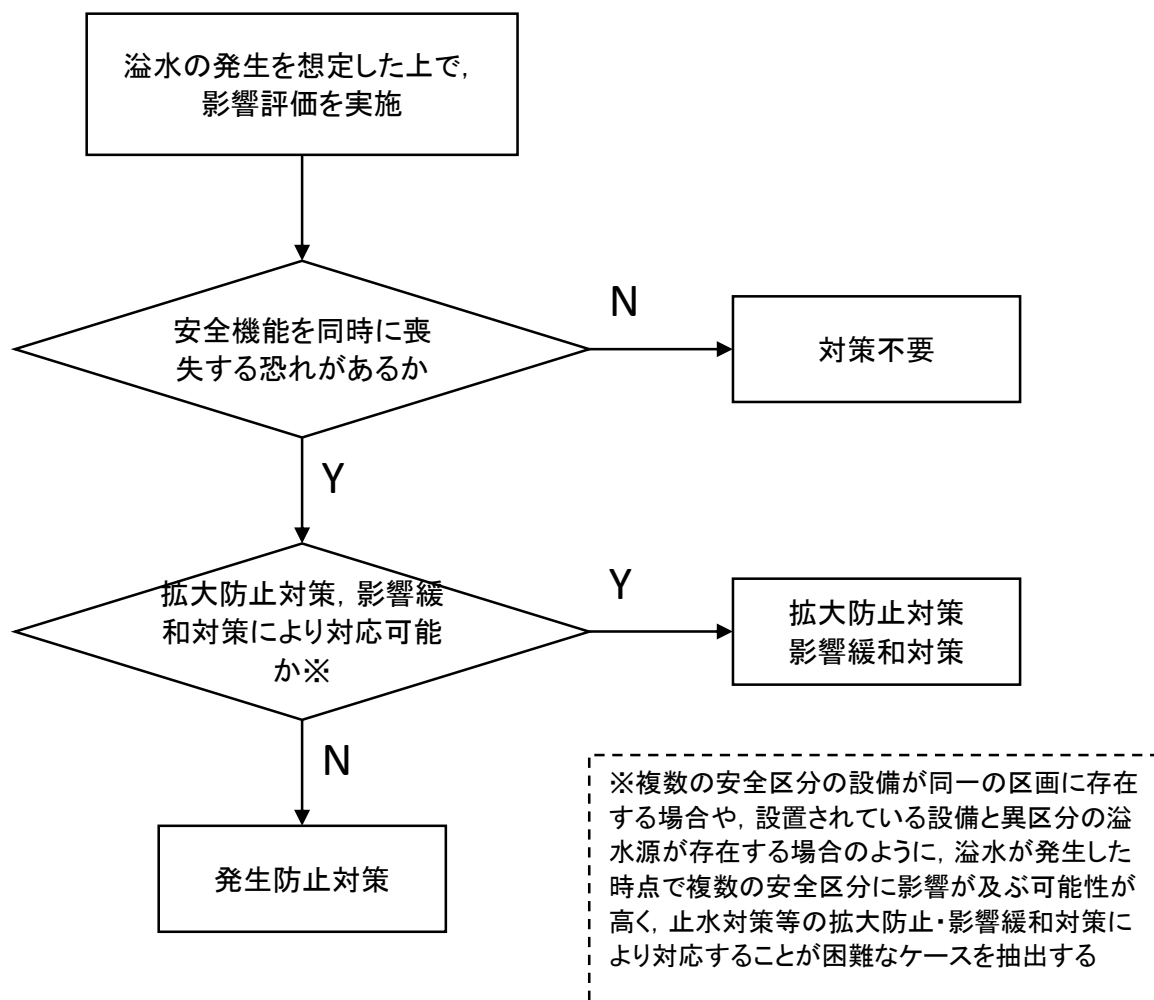 溢水の発生を想定した上で,
影響評価を実施
安全機能を同時に喪
失する恐れがあるか
N
対策不要
Y
拡大防止対策, 影響緩
和対策により対応可能
か※
Y
拡大防止対策
影響緩和対策
N
発生防止対策
※複数の安全区分の設備が同一の区画に存在
する場合や, 設置されている設備と異区分の溢
水源が存在する場合のように, 溢水が発生した
時点で複数の安全区分に影響が及ぶ可能性が
高く, 止水対策等の拡大防止・影響緩和対策に
より対応することが困難なケースを抽出する